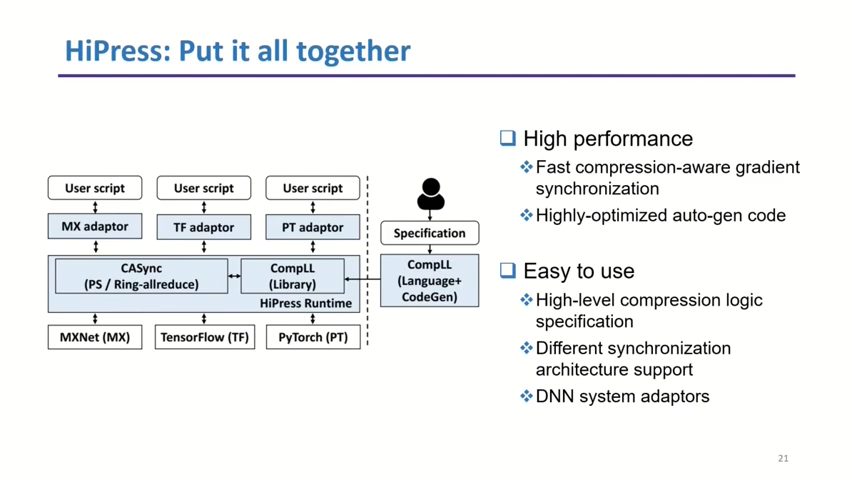 HiPress: Put it all together
User script
User script
User script
MX adaptor
TF adaptor
PT adaptor
CASync
(PS / Ring-allreduce)
CompLL
(Library)
HiPress Runtime
MXNet (MX)
TensorFlow (TF)
PyTorch (PT)
Specification
CompLL
(Language+
CodeGen)
High performance
Fast compression-aware gradient
synchronization
Highly-optimized auto-gen code
Easy to use
High-level compression logic
specification
Different synchronization
architecture support
DNN system adaptors
21